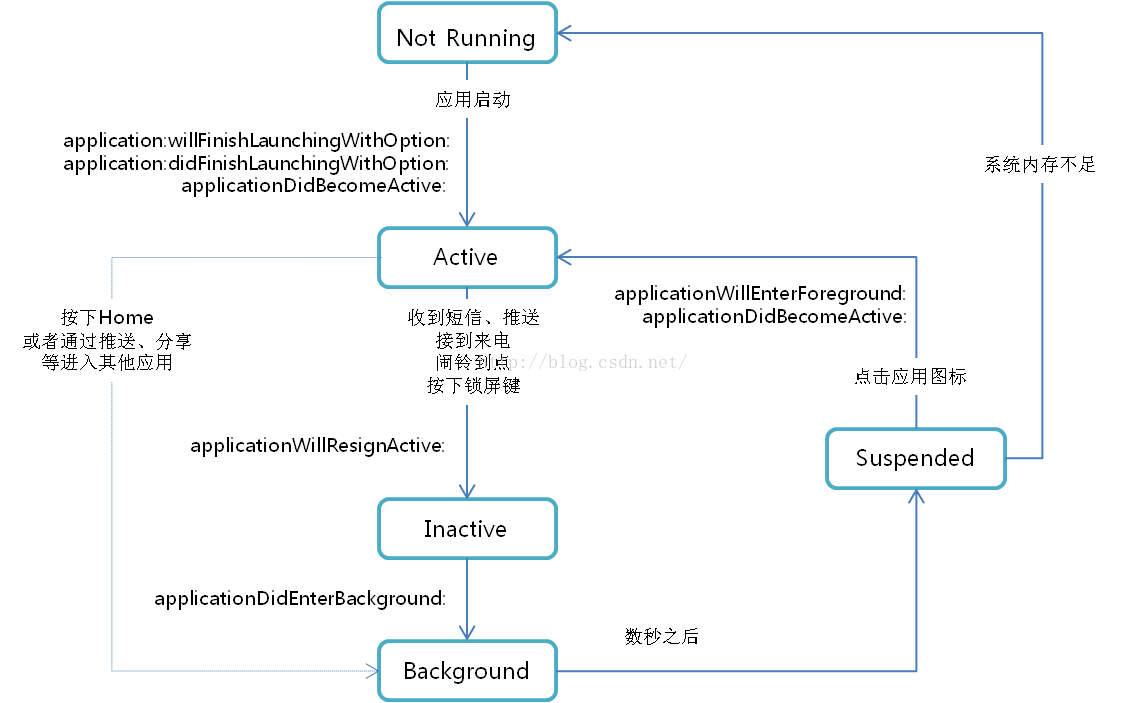 Not Running
应用启动
application:willFinishLaunchingWithOption:
application:didFinishLaunchingWithOption:
applicationDidBecomeActive:
系统内存不足
Active
按下Home
或者通过推送、分享
等进入其他应用
收到短信、推送
接到来电
闹铃到点
按下锁屏键
http://blog.csdn.net/
applicationWillEnterForeground:
applicationDidBecomeActive:
点击应用图标
applicationWillResignActive:
Suspended
Inactive
applicationDidEnterBackground:
数秒之后
Background